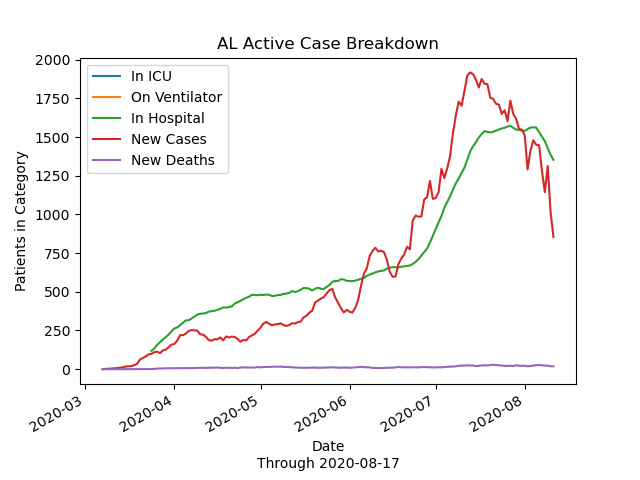 AL Active Case Breakdown
In ICU
On Ventilator
In Hospital
New Cases
New Deaths
Patients in Category
2000
1750
1500
1250
1000
750
500
250
0
2020-03
2020-04
2020-05
2020-06
2020-07
2020-08
Date
Through 2020-08-17